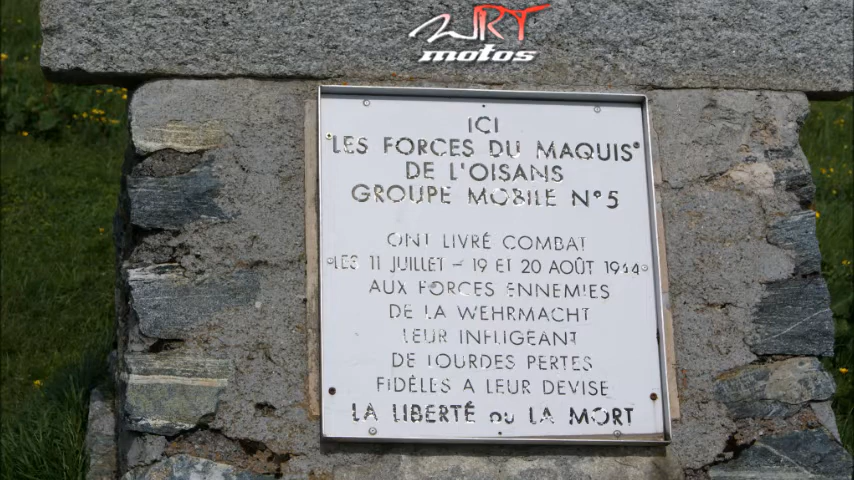 WRT
motos
ICI
"LES FORCES DU MAQUIS"
DE L'OISANS
GROUPE MOBILE N°5
ONT LIVRÉ COMBAT
LES 11 JUILLET - 19 ET 20 AOÛT 1944
AUX FORCES ENNEMIES
DE LA WEHRMACHT
LEUR INFLIGEANT
DE LOURDES PERTES
FIDÈLES A LEUR DEVISE
LA LIBERTÉ OU LA MORT